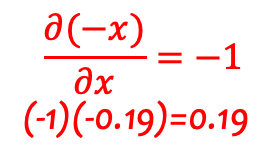 ∂(−x)/∂x = −1
(-1)(-0.19)=0.19